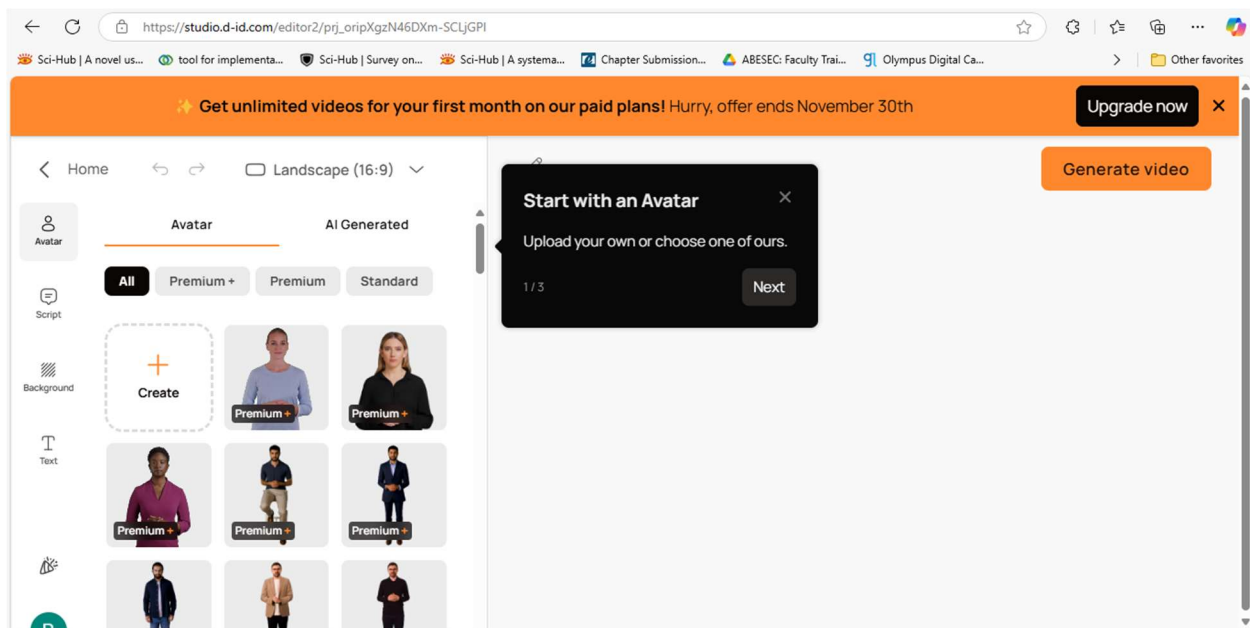 https://studio.d-id.com/editor2/prj_oripXgzN46DXm-SCLjGPI
Sci-Hub | A novel us...
tool for implementa...
Sci-Hub | Survey on...
Sci-Hub | A systema...
Chapter Submission...
ABESEC: Faculty Trai...
Olympus Digital Ca...
Other favorites
Get unlimited videos for your first month on our paid plans! Hurry, offer ends November 30th
Upgrade now
Home
Landscape (16:9)
Generate video
Avatar
Script
Background
Text
Avatar
AI Generated
All
Premium +
Premium
Standard
Create
Premium+
Premium+
Premium+
Premium+
Premium+
Start with an Avatar
Upload your own or choose one of ours.
1 / 3
Next